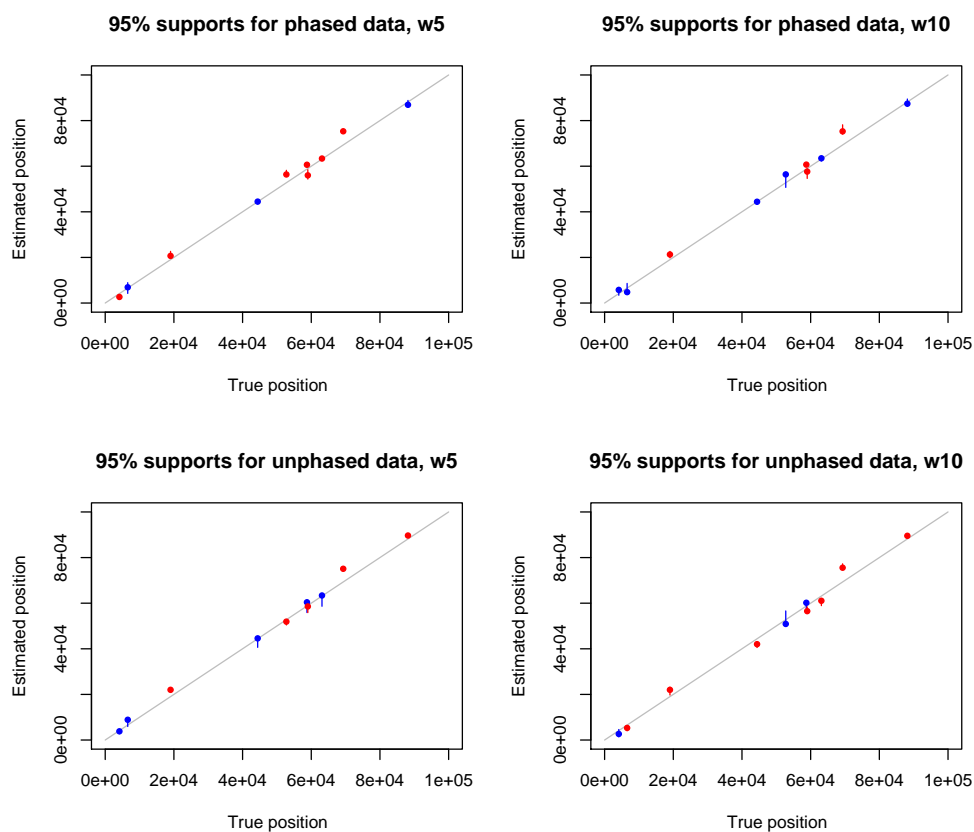 95% supports for phased data, w5
Estimated position
0e+00 4e+04 8e+04
0e+00 2e+04 4e+04 6e+04 8e+04 1e+05
True position
95% supports for phased data, w10
Estimated position
0e+00 4e+04 8e+04
0e+00 2e+04 4e+04 6e+04 8e+04 1e+05
True position
95% supports for unphased data, w5
Estimated position
0e+00 4e+04 8e+04
0e+00 2e+04 4e+04 6e+04 8e+04 1e+05
True position
95% supports for unphased data, w10
Estimated position
0e+00 4e+04 8e+04
0e+00 2e+04 4e+04 6e+04 8e+04 1e+05
True position